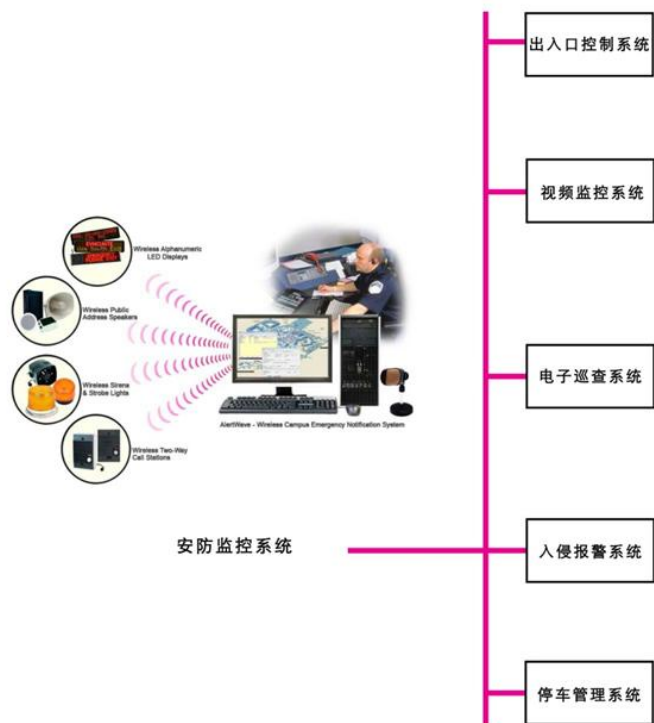 出入口控制系统
视频监控系统
EVACUATE
Wireless Alphanumeric
LED Displays
Wireless Public
Address Speakers
Wireless Sirens
& Strobe Lights
Wireless Two-Way
Call Stations
AlertWave - Wireless Campus Emergency Notification System
电子巡查系统
安防监控系统
入侵报警系统
停车管理系统